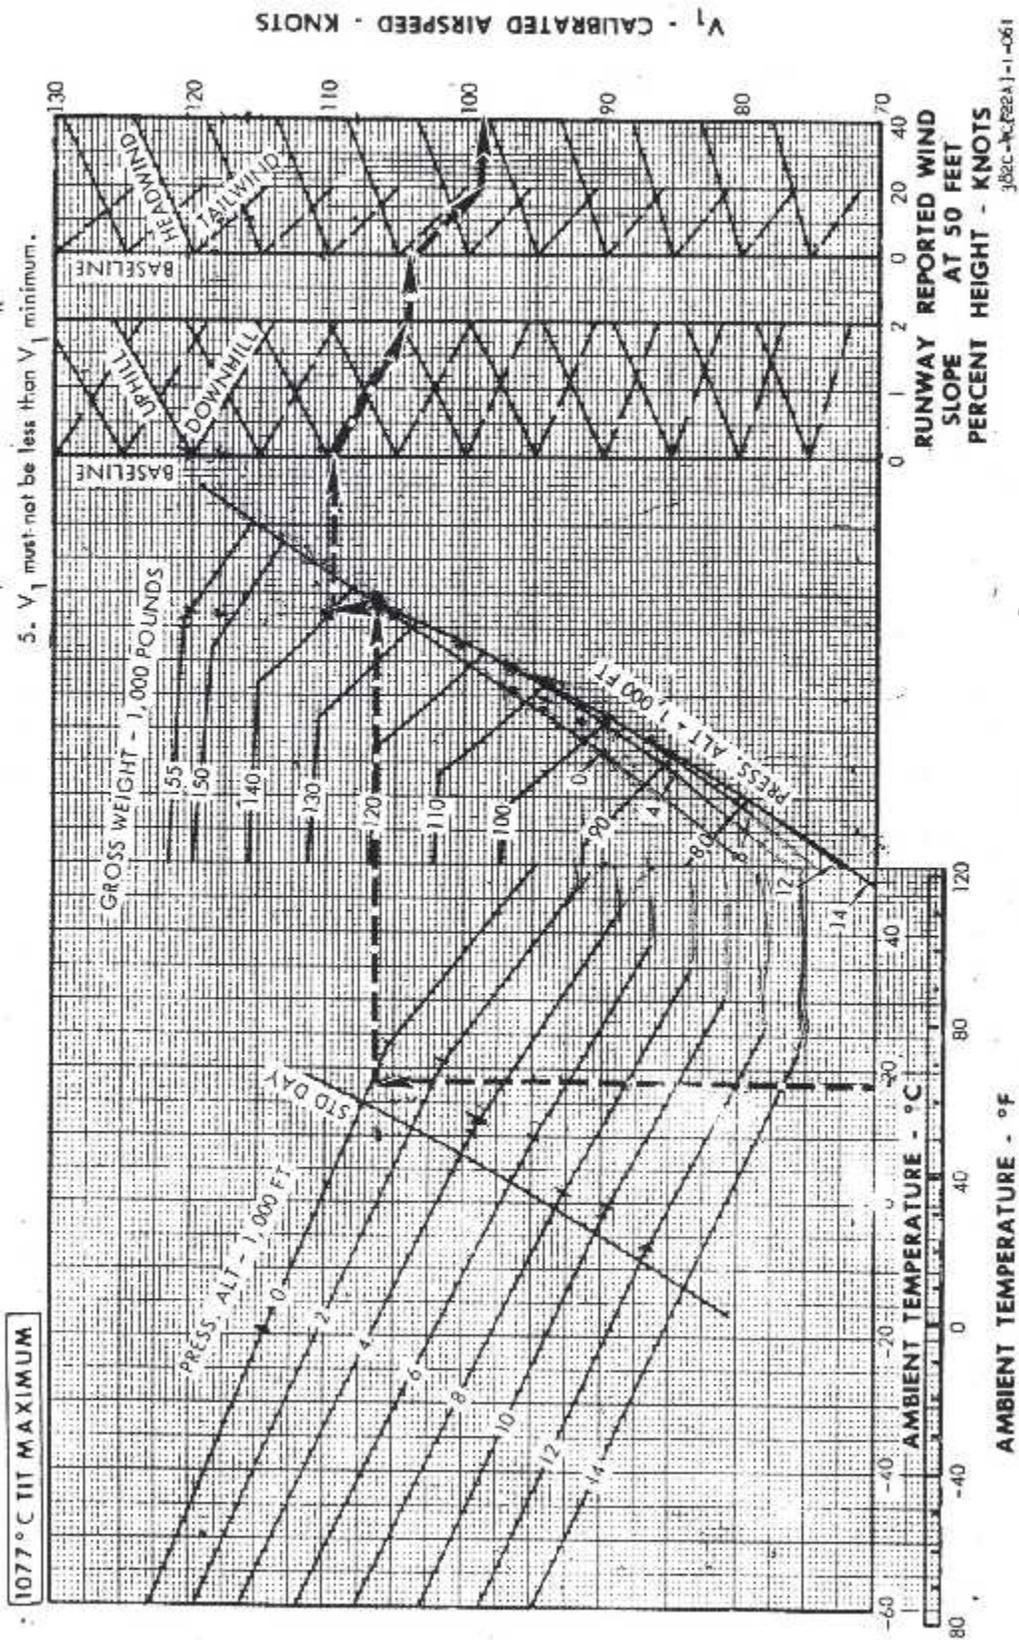 5. V1 must not be less than V1 minimum.
1077°C TIT MAXIMUM
PRESS ALT - 1,000 FT
0
2
4
6
8
10
12
14
STD DAY
GROSS WEIGHT - 1,000 POUNDS
155
150
140
130
120
110
100
90
80
0
4
12
14
PRESS ALT - 1,000 FT
BASELINE
UPHILL
DOWNHILL
BASELINE
HEADWIND
TAILWIND
130
120
110
100
90
80
70
V1 - CALIBRATED AIRSPEED - KNOTS
-60
-40
-20
0
20
40
AMBIENT TEMPERATURE - °C
80
-40
0
40
80
120
AMBIENT TEMPERATURE - °F
0 1 2
0 20 40
RUNWAY REPORTED WIND
SLOPE AT 50 FEET
PERCENT HEIGHT - KNOTS